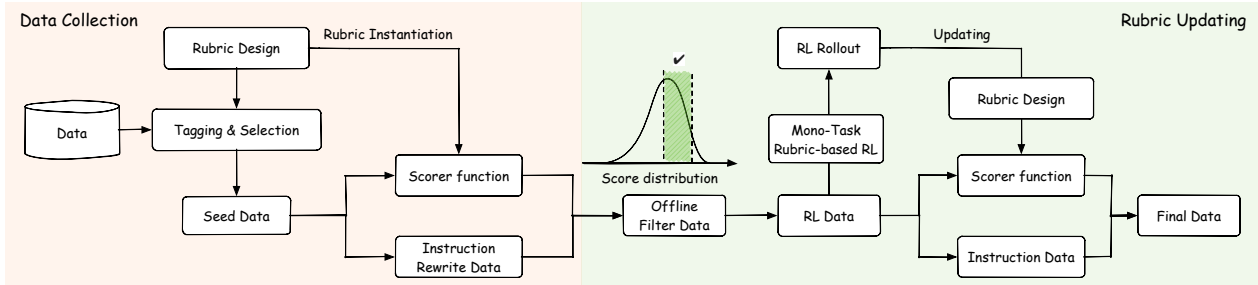 Data Collection
Rubric Design
Rubric Instantiation
Data
Tagging & Selection
Seed Data
Scorer function
Instruction
Rewrite Data
✔
Score distribution
Offline
Filter Data
Rubric Updating
RL Rollout
Updating
Rubric Design
Mono-Task
Rubric-based RL
RL Data
Scorer function
Instruction Data
Final Data